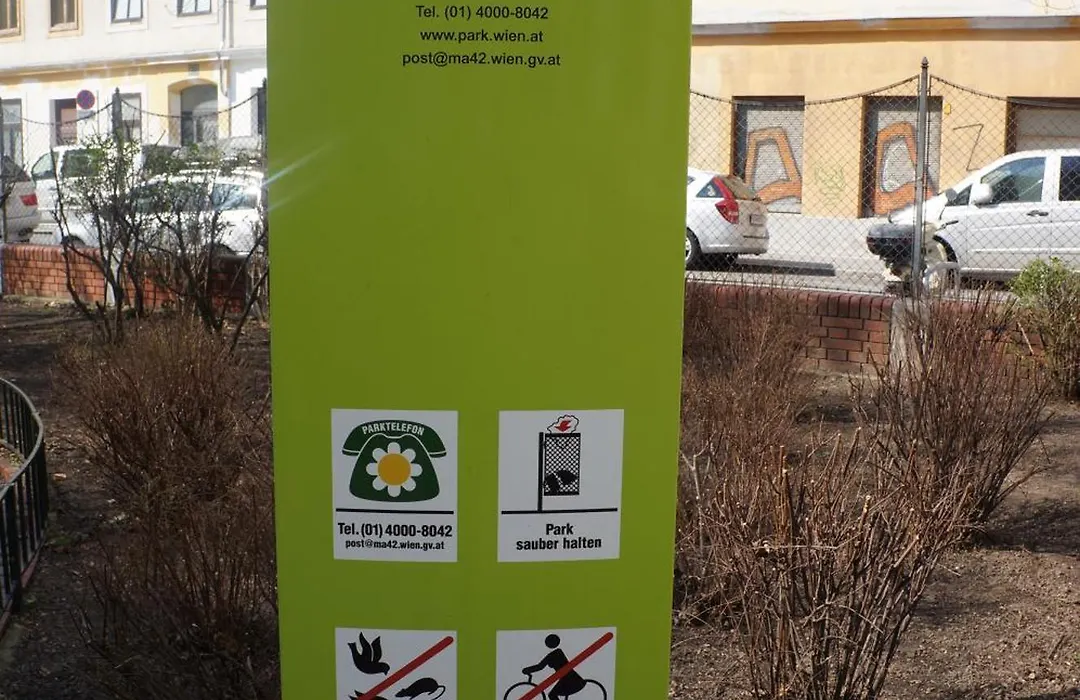 Tel. (01) 4000-8042
www.park.wien.at
post@ma42.wien.gv.at
PARKTELEFON
Tel. (01) 4000-8042
post@ma42.wien.gv.at
Park
sauber halten